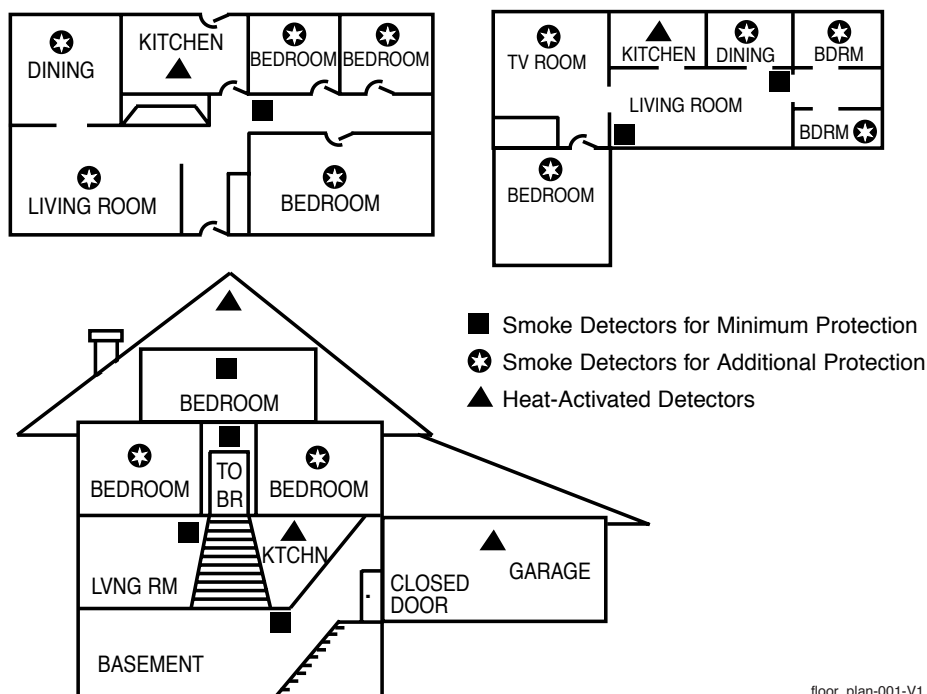 DINING
KITCHEN
BEDROOM
BEDROOM
LIVING ROOM
BEDROOM
TV ROOM
KITCHEN
DINING
BDRM
LIVING ROOM
BDRM
BEDROOM
Smoke Detectors for Minimum Protection
Smoke Detectors for Additional Protection
Heat-Activated Detectors
BEDROOM
BEDROOM
TO
BR
BEDROOM
LVNG RM
KTCHN
CLOSED
DOOR
GARAGE
BASEMENT
floor_plan-001-V1